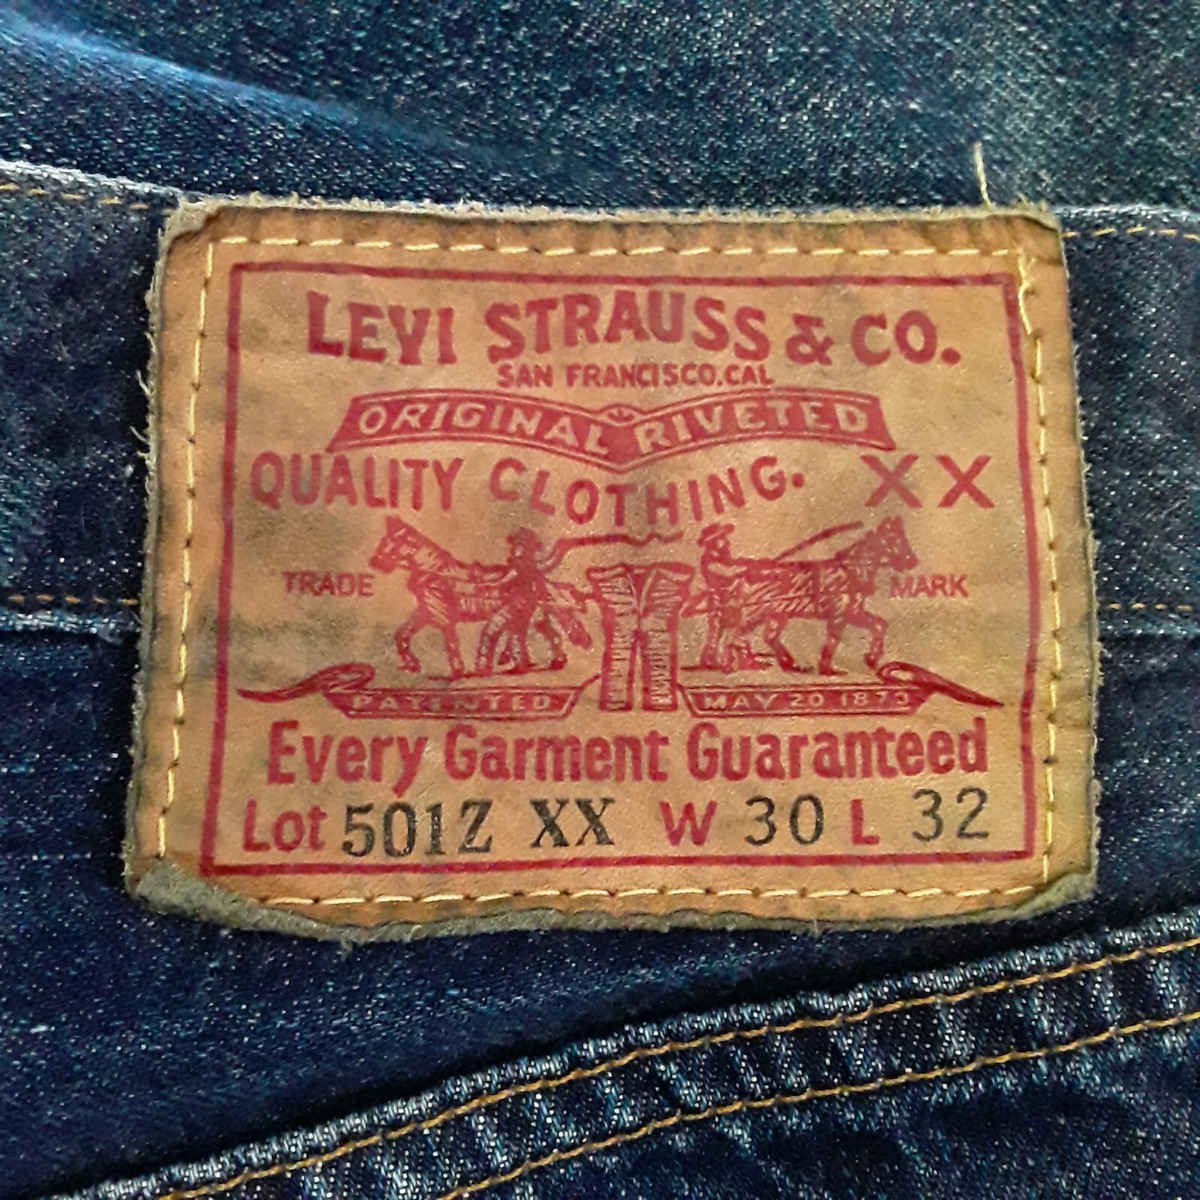 LEVI STRAUSS & CO.
SAN FRANCISCO.CAL
ORIGINAL RIVETED
QUALITY CLOTHING. XX
TRADE MARK
PATENTED MAY 20 1873
Every Garment Guaranteed
Lot 501Z XX W 30 L 32